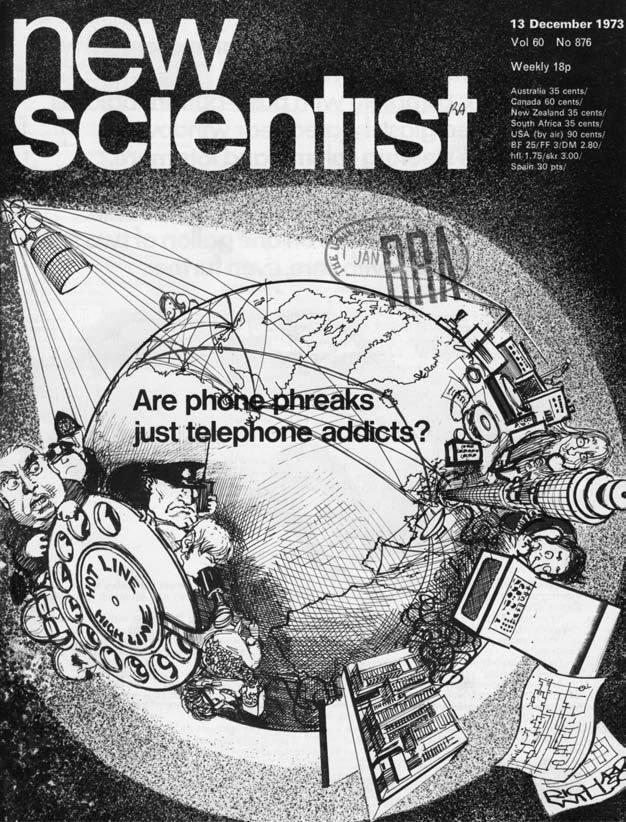 new
scientist
13 December 1973
Vol 60 No 876
Weekly 18p
Australia 35 cents/
Canada 60 cents/
New Zealand 35 cents/
South Africa 35 cents/
USA (by air) 90 cents/
BF 25/FF 3/DM 2.80/
hfl 1.75/skr 3.00/
Spain 30 pts/
JAN
Are phone phreaks
just telephone addicts?
HOT LINE
HIGH LINE